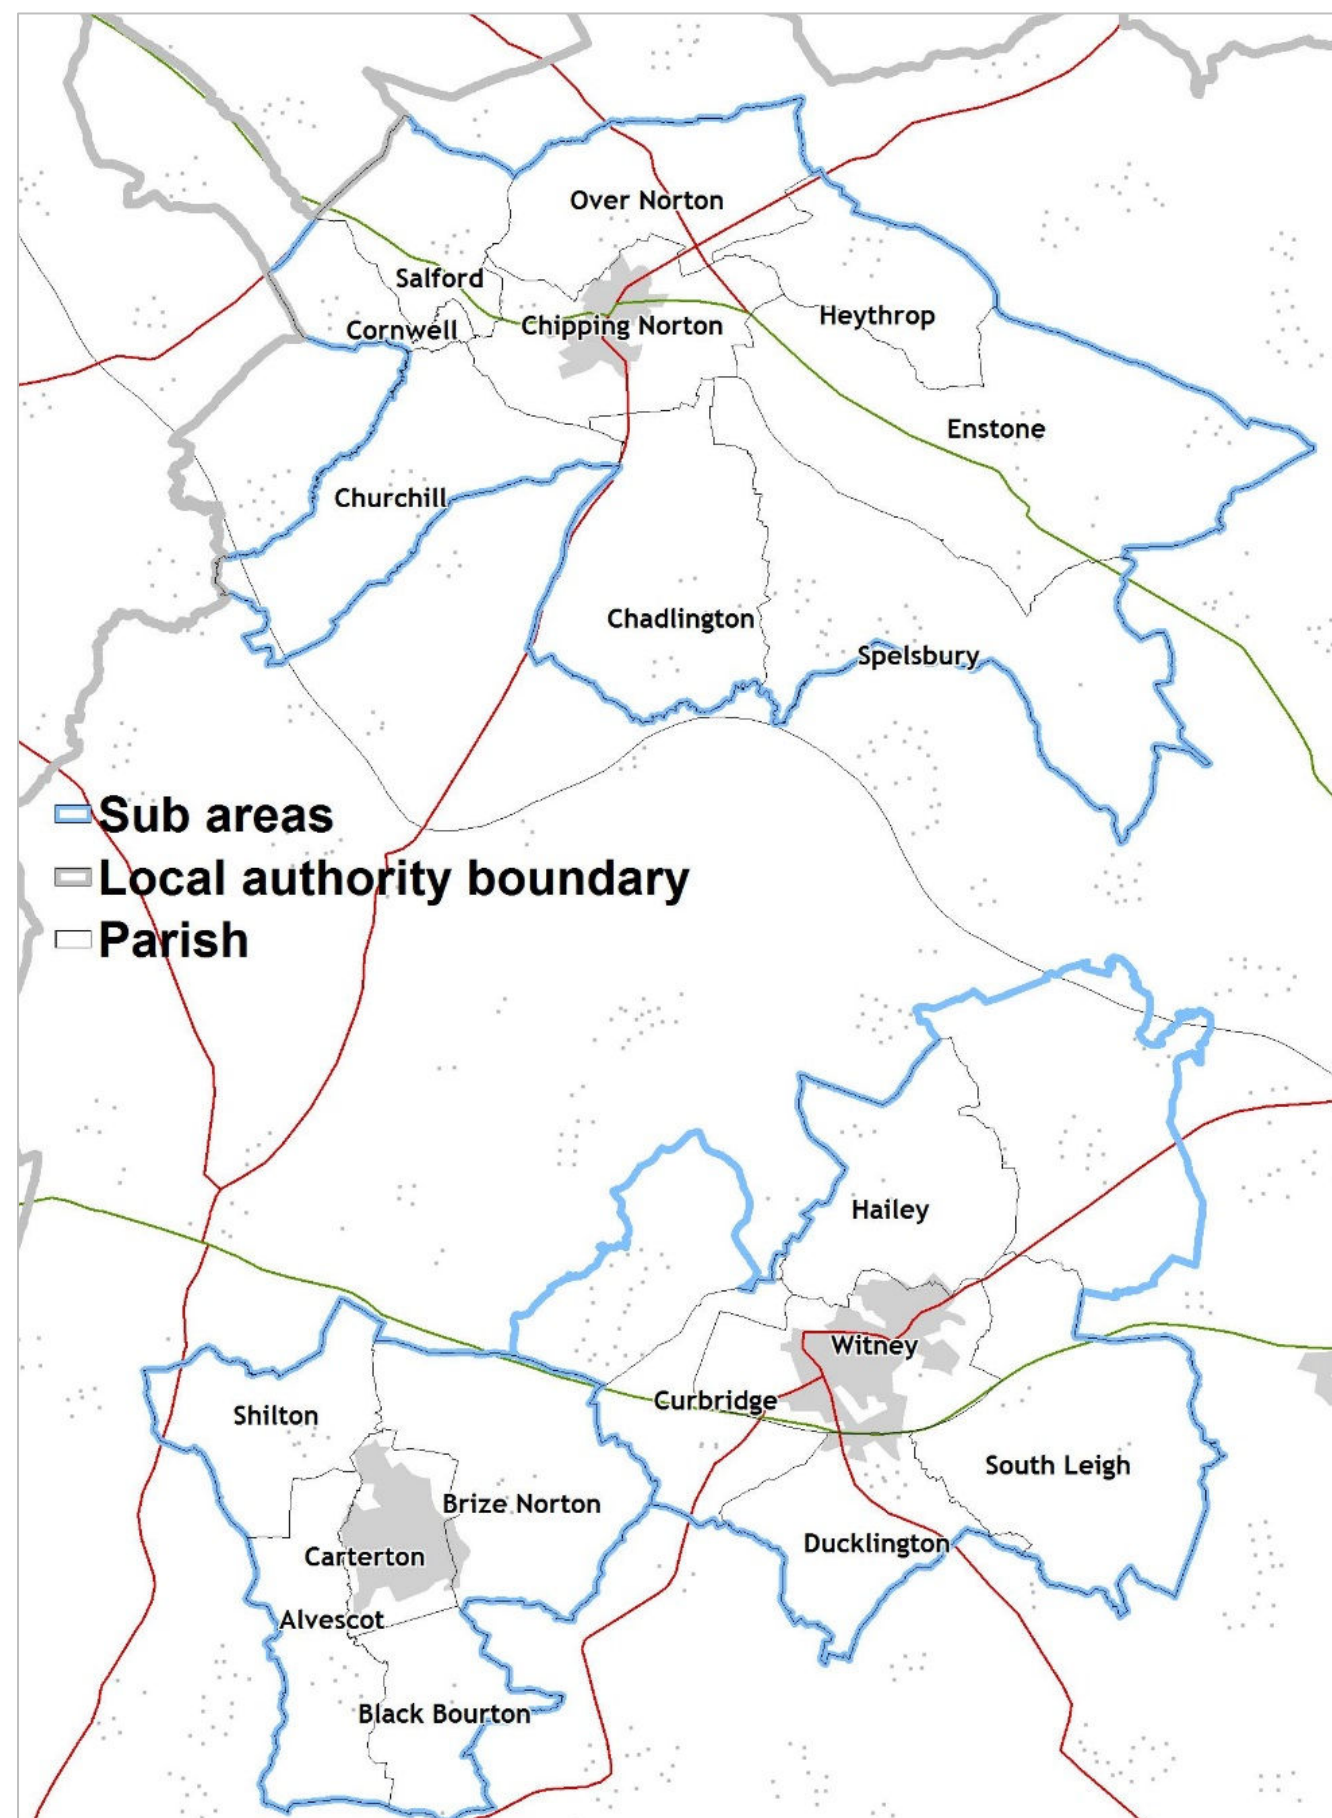 Over Norton
Salford
Cornwell
Chipping Norton
Heythrop
Enstone
Churchill
Chadlington
Spelsbury
Sub areas
Local authority boundary
Parish
Hailey
Witney
Curbridge
Shilton
South Leigh
Brize Norton
Ducklington
Carterton
Alvescot
Black Bourton